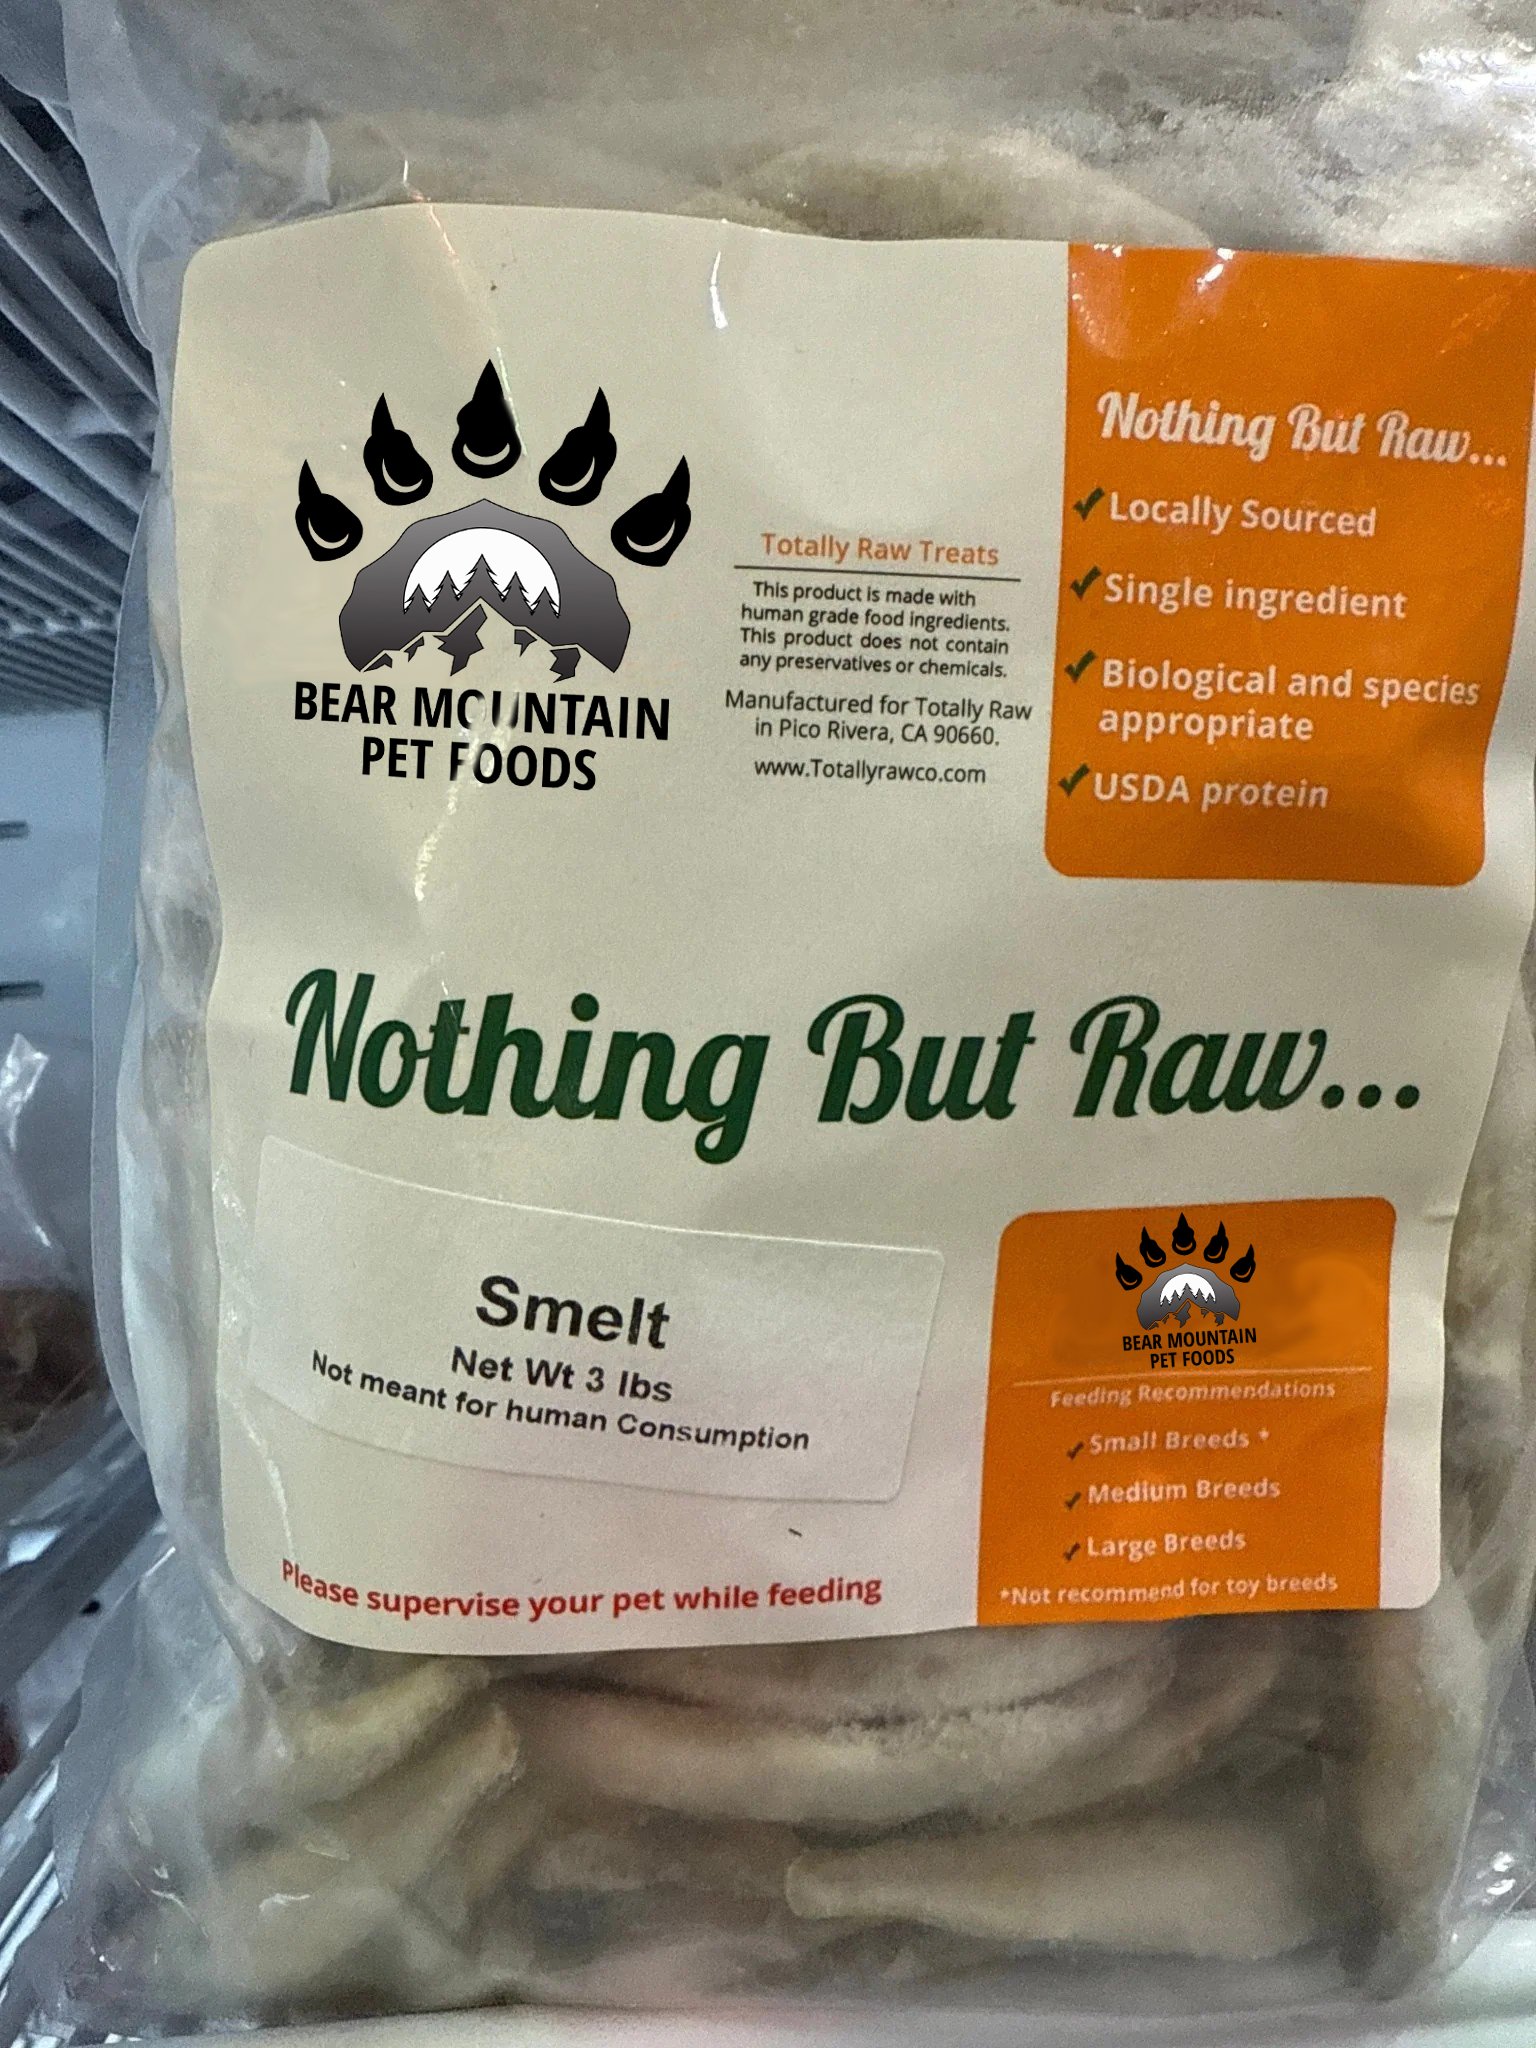 BEAR MOUNTAIN
PET FOODS
Totally Raw Treats
This product is made with
human grade food ingredients.
This product does not contain
any preservatives or chemicals.
Manufactured for Totally Raw
in Pico Rivera, CA 90660.
www.Totallyrawco.com
Nothing But Raw...
Locally Sourced
Single ingredient
Biological and species
appropriate
USDA protein
Nothing But Raw...
Smelt
Net Wt 3 lbs
Not meant for human Consumption
Please supervise your pet while feeding
BEAR MOUNTAIN
PET FOODS
Feeding Recommendations
Small Breeds *
Medium Breeds
Large Breeds
*Not recommend for toy breeds